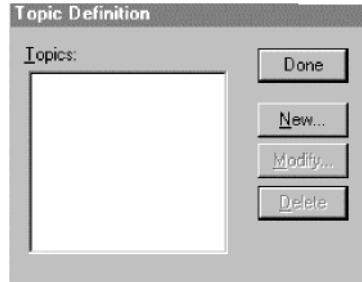 Topic Definition
Topics:
Done
New...
Modify...
Delete